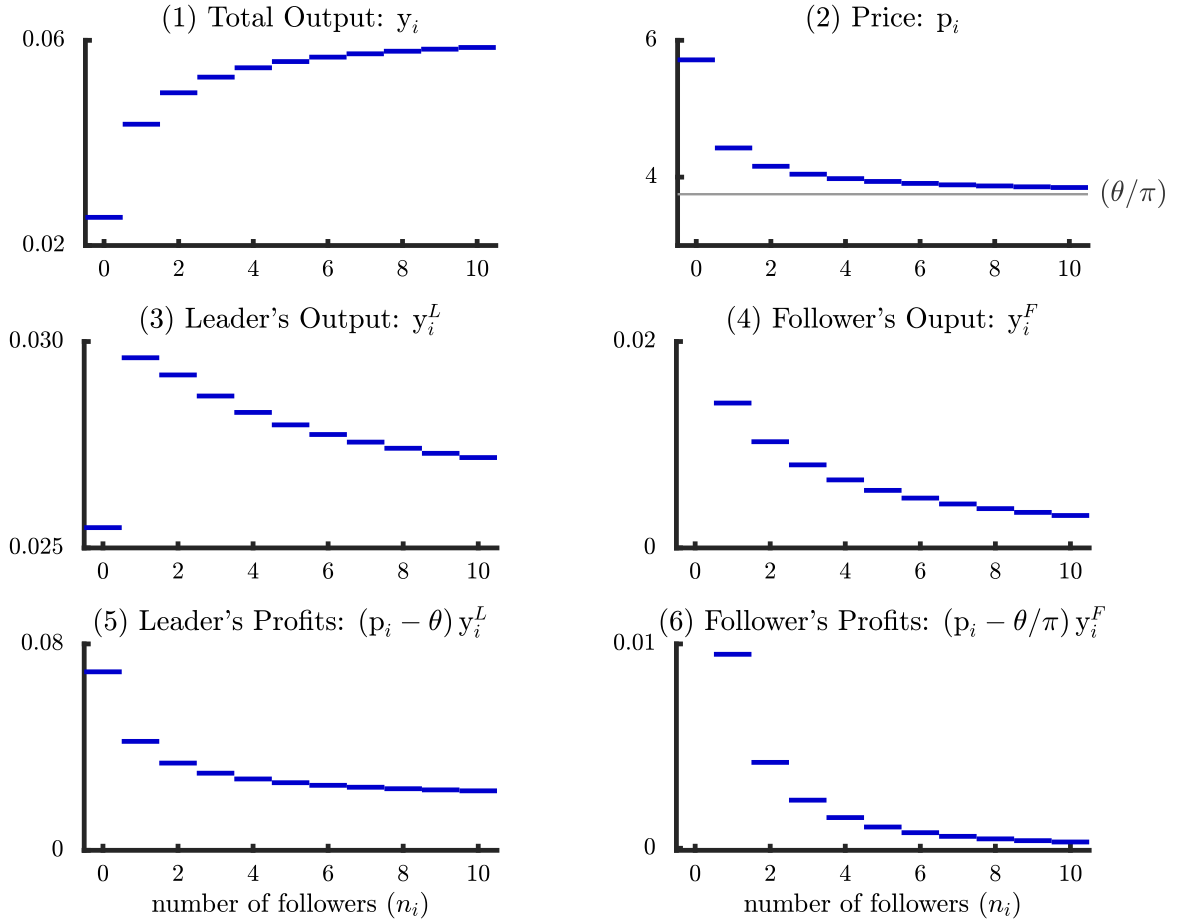 (1) Total Output: y_i
0.06
0.02
0 2 4 6 8 10
(2) Price: p_i
6
4
(θ/π)
0 2 4 6 8 10
(3) Leader's Output: y_i^L
0.030
0.025
0 2 4 6 8 10
(4) Follower's Ouput: y_i^F
0.02
0
0 2 4 6 8 10
(5) Leader's Profits: (p_i − θ) y_i^L
0.08
0
0 2 4 6 8 10
number of followers (n_i)
(6) Follower's Profits: (p_i − θ/π) y_i^F
0.01
0
0 2 4 6 8 10
number of followers (n_i)